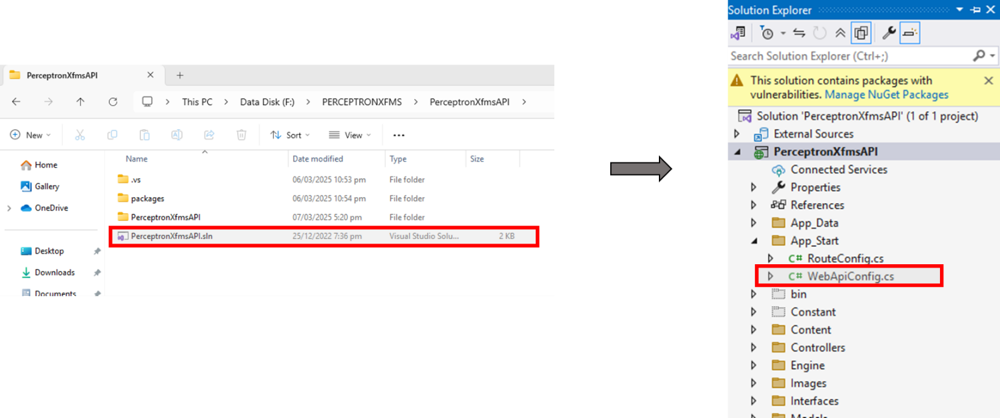 PerceptronXfmsAPI
This PC > Data Disk (F:) > PERCEPTRONXFMS > PerceptronXfmsAPI >
New Sort View ...
Home
Gallery
OneDrive
Desktop
Downloads
Documents
Name Date modified Type Size
.vs 06/03/2025 10:53 pm File folder
packages 06/03/2025 10:54 pm File folder
PerceptronXfmsAPI 07/03/2025 5:20 pm File folder
PerceptronXfmsAPI.sln 25/12/2022 7:36 pm Visual Studio Solu... 2 KB
Solution Explorer
Search Solution Explorer (Ctrl+;)
This solution contains packages with
vulnerabilities. Manage NuGet Packages
Solution 'PerceptronXfmsAPI' (1 of 1 project)
External Sources
PerceptronXfmsAPI
Connected Services
Properties
References
App_Data
App_Start
C# RouteConfig.cs
C# WebApiConfig.cs
bin
Constant
Content
Controllers
Engine
Images
Interfaces